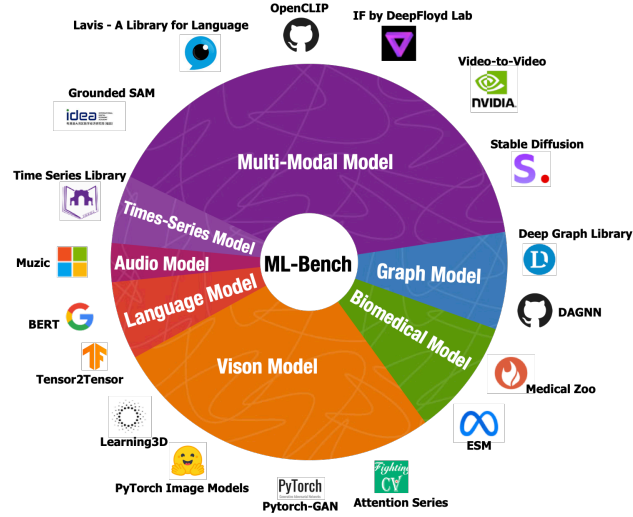 OpenCLIP
IF by DeepFloyd Lab
Lavis - A Library for Language
Video-to-Video
NVIDIA.
Grounded SAM
idea
Stable Diffusion
S.
Multi-Modal Model
Time Series Library
Times-Series Model
Deep Graph Library
Muzic
Audio Model
ML-Bench
Graph Model
Language Model
Biomedical Model
DAGNN
BERT
Vison Model
Tensor2Tensor
Medical Zoo
Learning3D
ESM
PyTorch Image Models
PyTorch
Pytorch-GAN
Fighting
CV
Attention Series